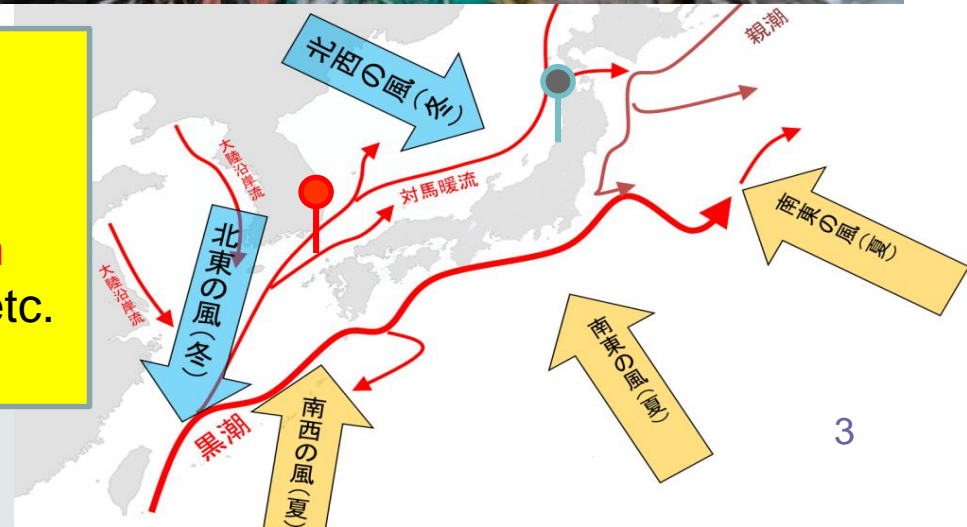 親潮
北西の風(冬)
大陸沿岸流
対馬暖流
南東の風(夏)
北東の風(冬)
大陸沿岸流
etc.
南東の風(夏)
黒潮
南西の風(夏)
3